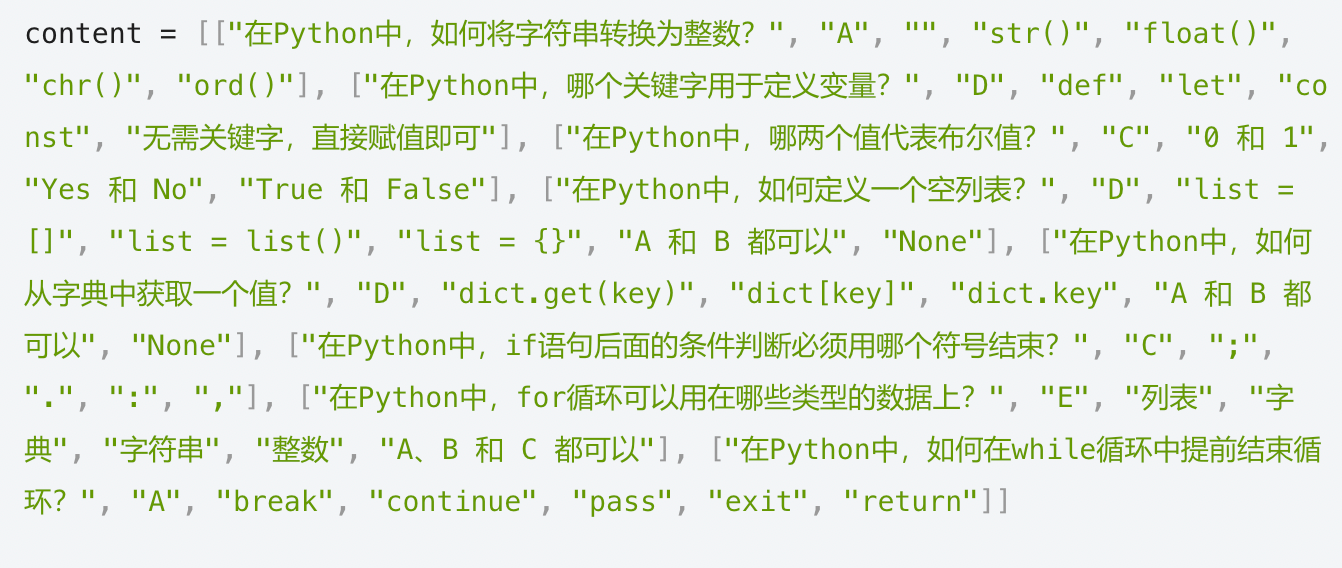 content = [["在Python中，如何将字符串转换为整数？", "A", "", "str()", "float()",
"chr()", "ord()"], ["在Python中，哪个关键字用于定义变量？", "D", "def", "let", "co
nst", "无需关键字，直接赋值即可"], ["在Python中，哪两个值代表布尔值？", "C", "0 和 1",
"Yes 和 No", "True 和 False"], ["在Python中，如何定义一个空列表？", "D", "list =
[]", "list = list()", "list = {}", "A 和 B 都可以", "None"], ["在Python中，如何
从字典中获取一个值？", "D", "dict.get(key)", "dict[key]", "dict.key", "A 和 B 都
可以", "None"], ["在Python中，if语句后面的条件判断必须用哪个符号结束？", "C", ";",
".", ":", ","], ["在Python中，for循环可以用在哪些类型的数据上？", "E", "列表", "字
典", "字符串", "整数", "A、B 和 C 都可以"], ["在Python中，如何在while循环中提前结束循
环？", "A", "break", "continue", "pass", "exit", "return"]]